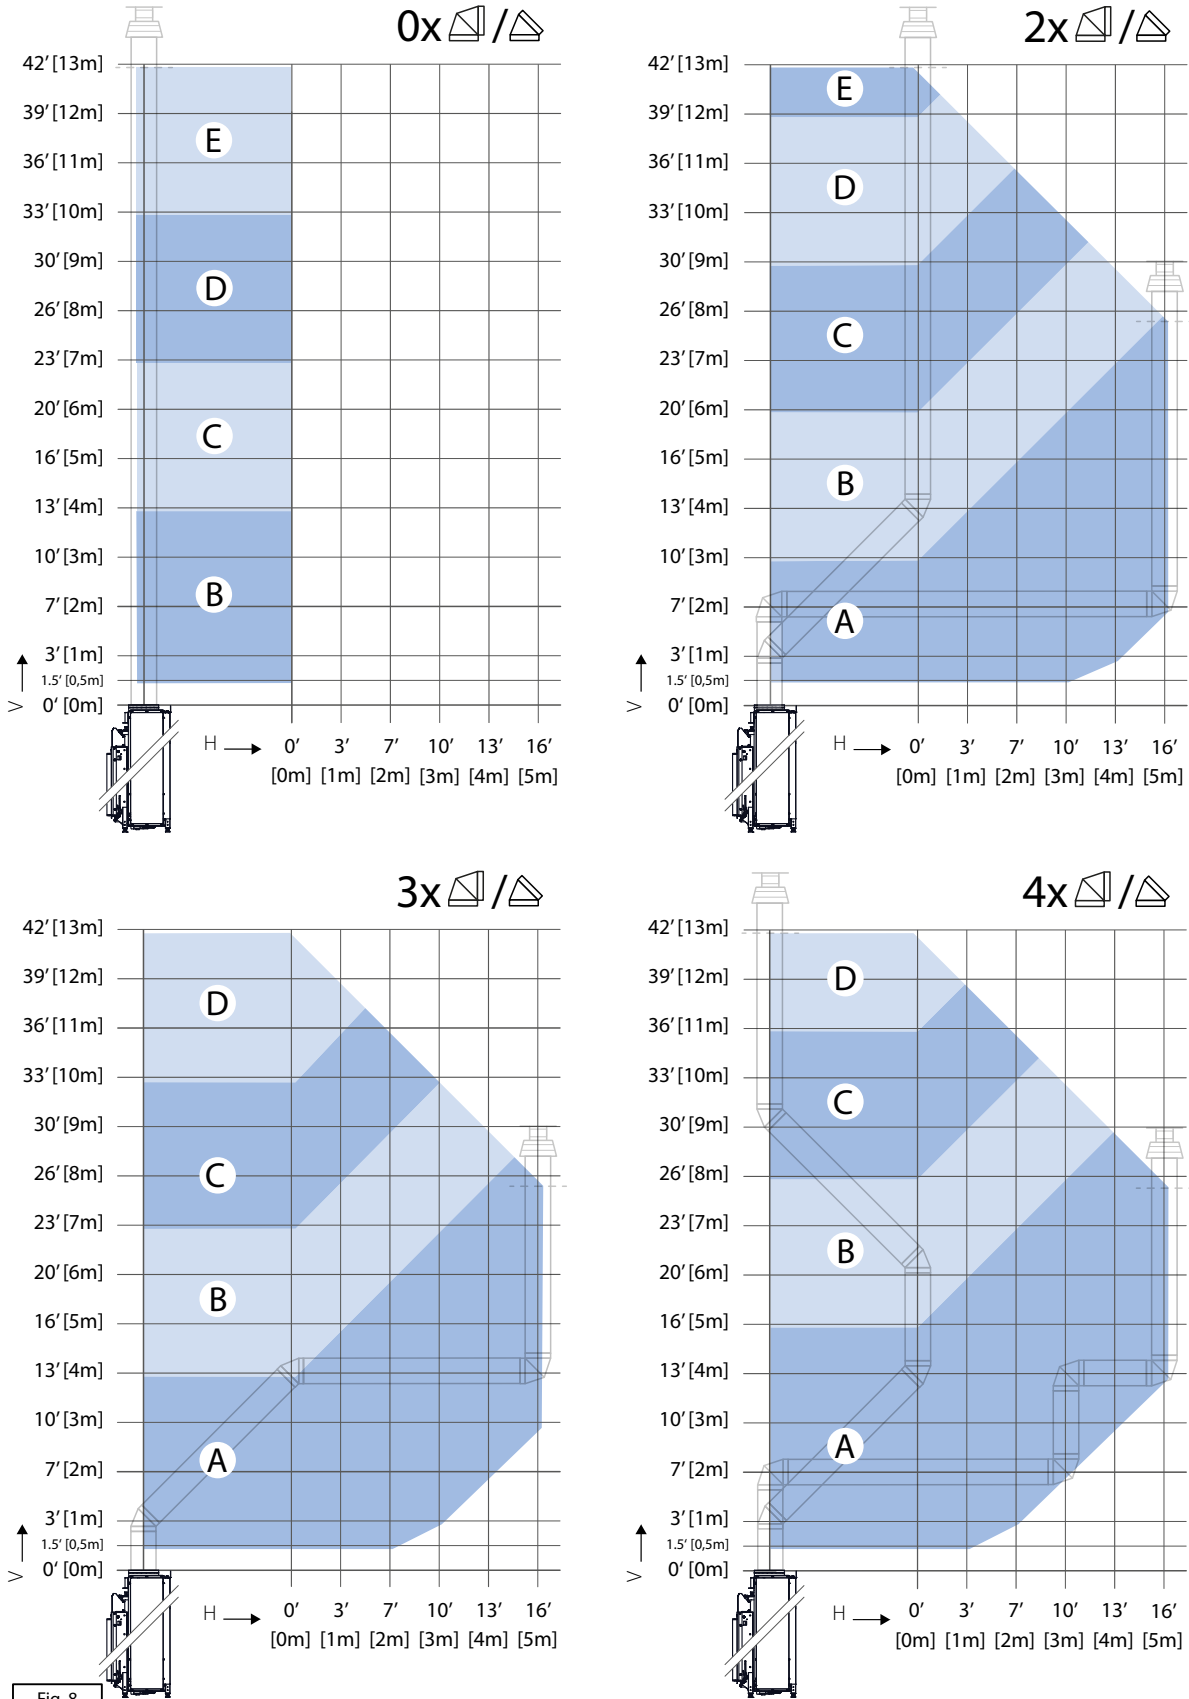 0x /
42′ [13m]
39′ [12m]
36′ [11m]
33′ [10m]
30′ [9m]
26′ [8m]
23′ [7m]
20′ [6m]
16′ [5m]
13′ [4m]
10′ [3m]
7′ [2m]
3′ [1m]
1.5′ [0,5m]
0′ [0m]
E
D
C
B
V
H
0′ 3′ 7′ 10′ 13′ 16′
[0m] [1m] [2m] [3m] [4m] [5m]
2x /
42′ [13m]
39′ [12m]
36′ [11m]
33′ [10m]
30′ [9m]
26′ [8m]
23′ [7m]
20′ [6m]
16′ [5m]
13′ [4m]
10′ [3m]
7′ [2m]
3′ [1m]
1.5′ [0,5m]
0′ [0m]
E
D
C
B
A
V
H
0′ 3′ 7′ 10′ 13′ 16′
[0m] [1m] [2m] [3m] [4m] [5m]
3x /
42′ [13m]
39′ [12m]
36′ [11m]
33′ [10m]
30′ [9m]
26′ [8m]
23′ [7m]
20′ [6m]
16′ [5m]
13′ [4m]
10′ [3m]
7′ [2m]
3′ [1m]
1.5′ [0,5m]
0′ [0m]
D
C
B
A
V
H
0′ 3′ 7′ 10′ 13′ 16′
[0m] [1m] [2m] [3m] [4m] [5m]
4x /
42′ [13m]
39′ [12m]
36′ [11m]
33′ [10m]
30′ [9m]
26′ [8m]
23′ [7m]
20′ [6m]
16′ [5m]
13′ [4m]
10′ [3m]
7′ [2m]
3′ [1m]
1.5′ [0,5m]
0′ [0m]
D
C
B
A
V
H
0′ 3′ 7′ 10′ 13′ 16′
[0m] [1m] [2m] [3m] [4m] [5m]
Fig. 8